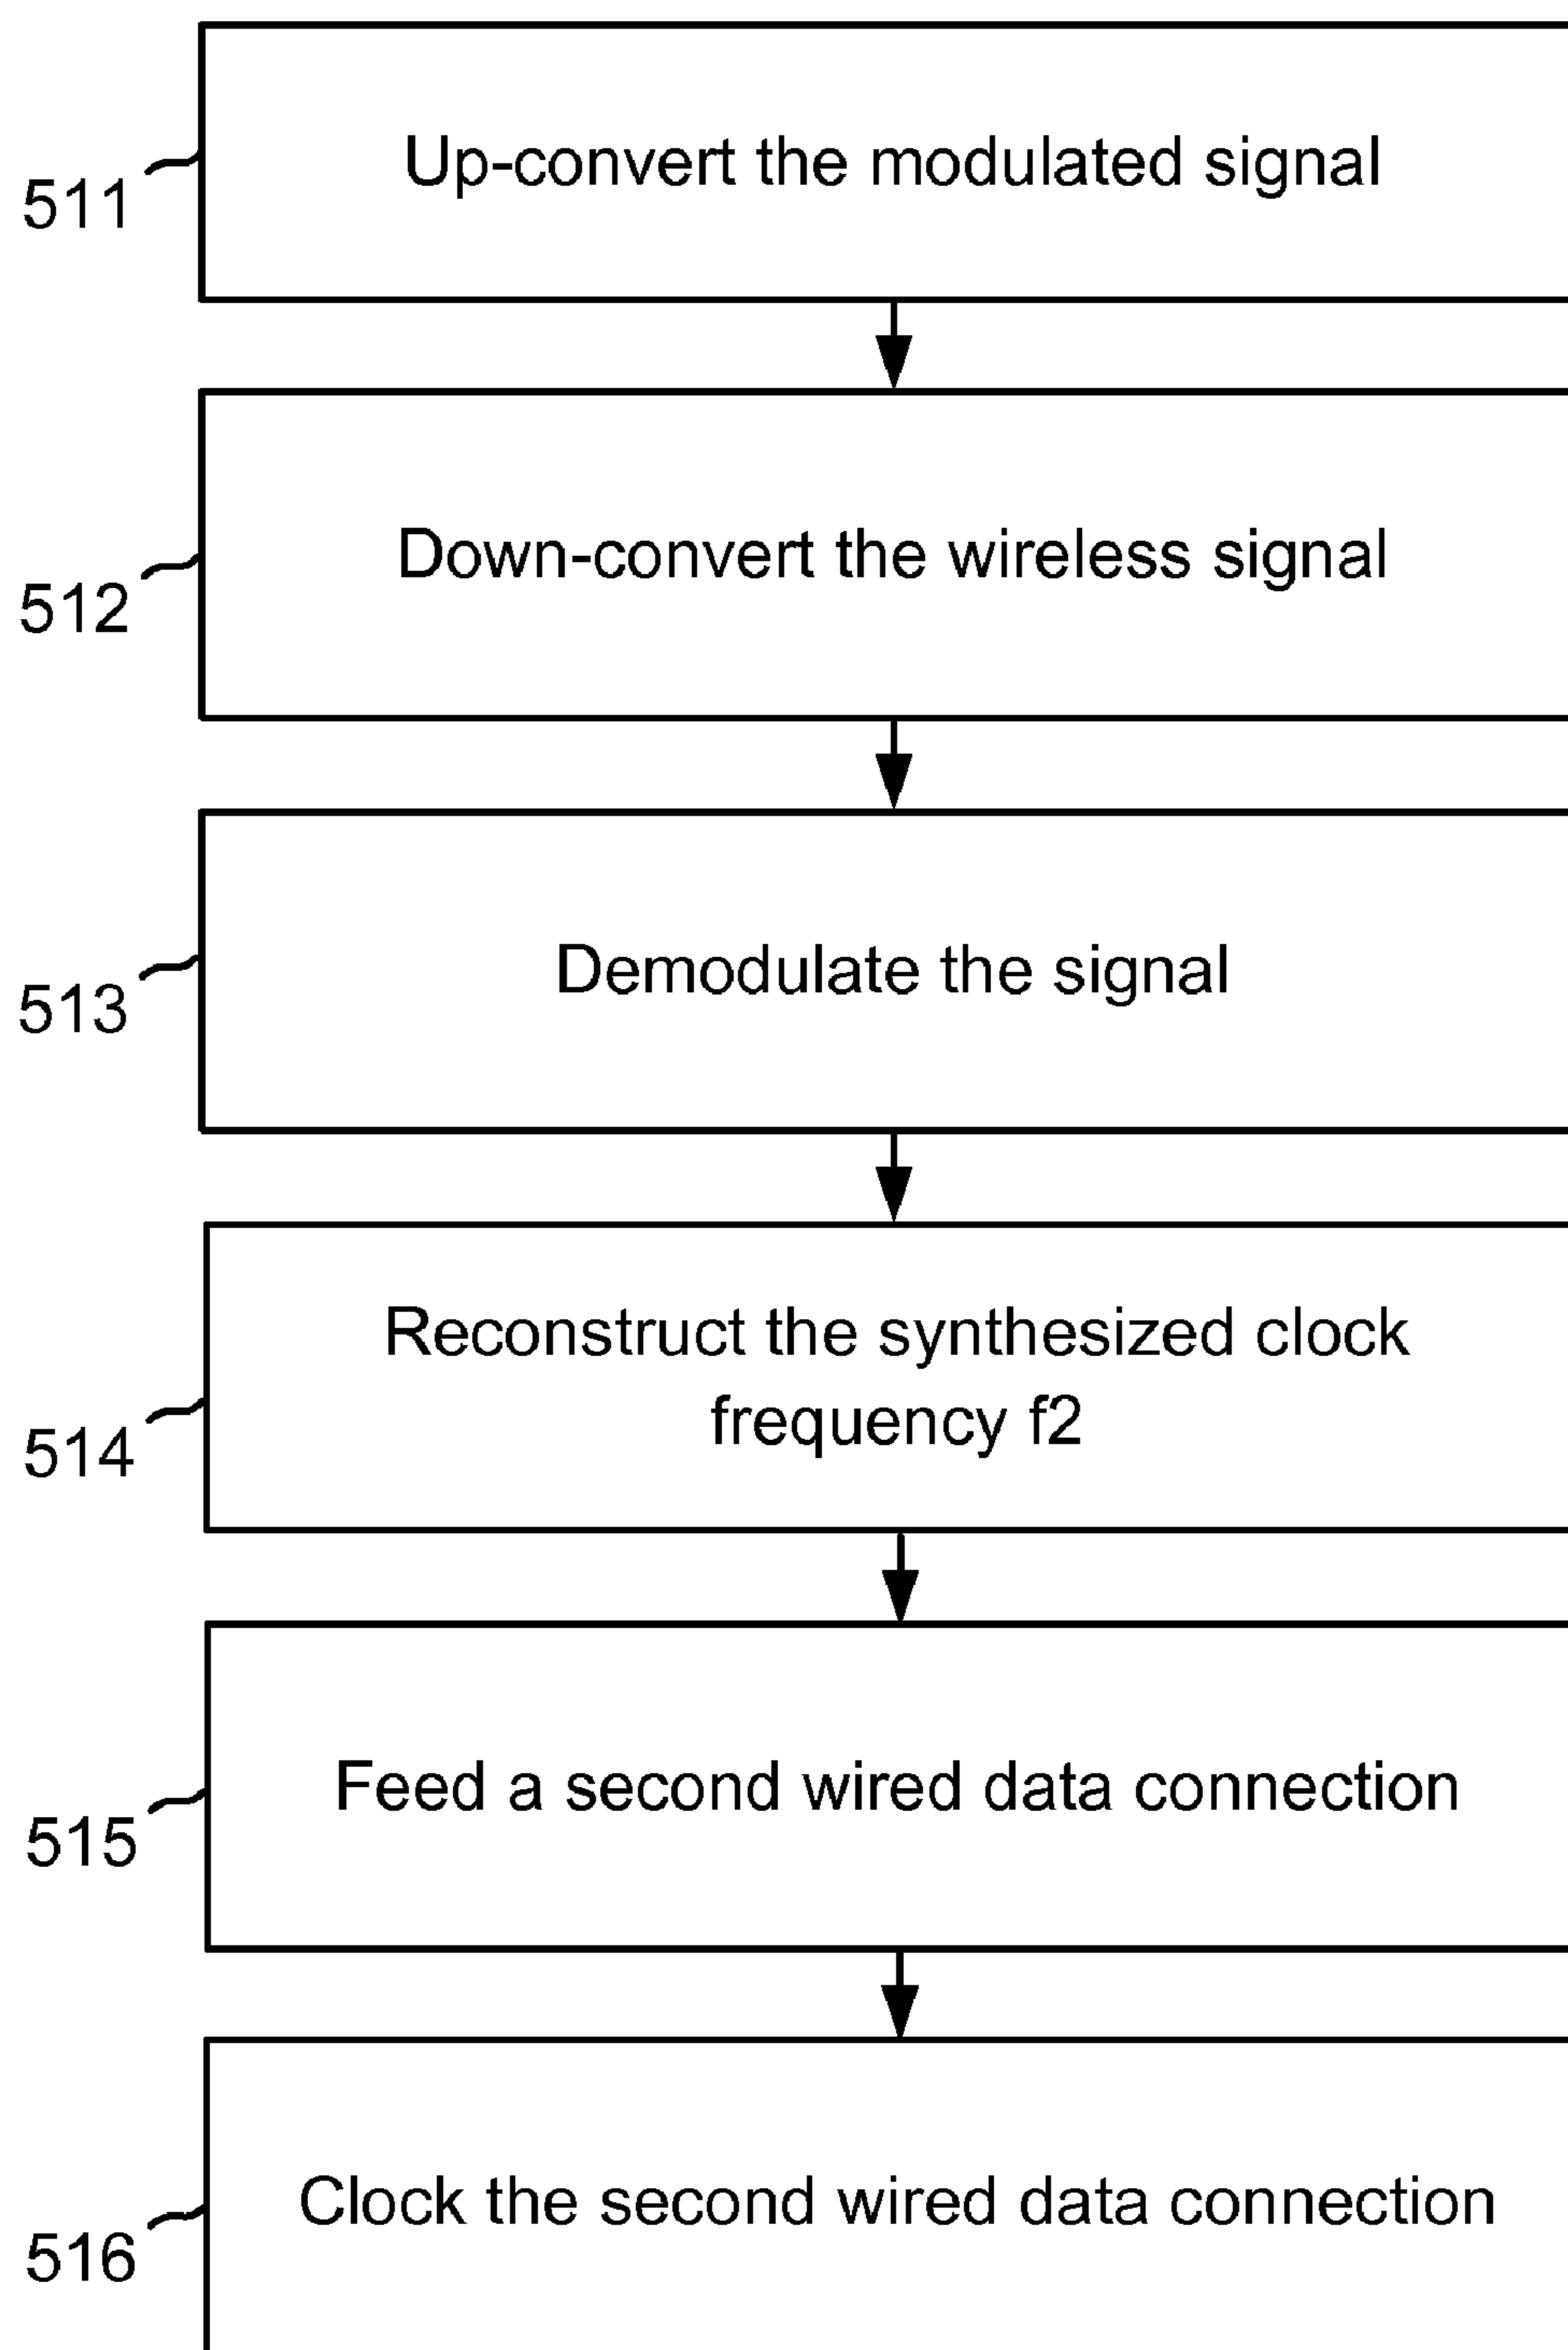 Up-convert the modulated signal
511
Down-convert the wireless signal
512
Demodulate the signal
513
Reconstruct the synthesized clock
frequency f2
514
Feed a second wired data connection
515
Clock the second wired data connection
516